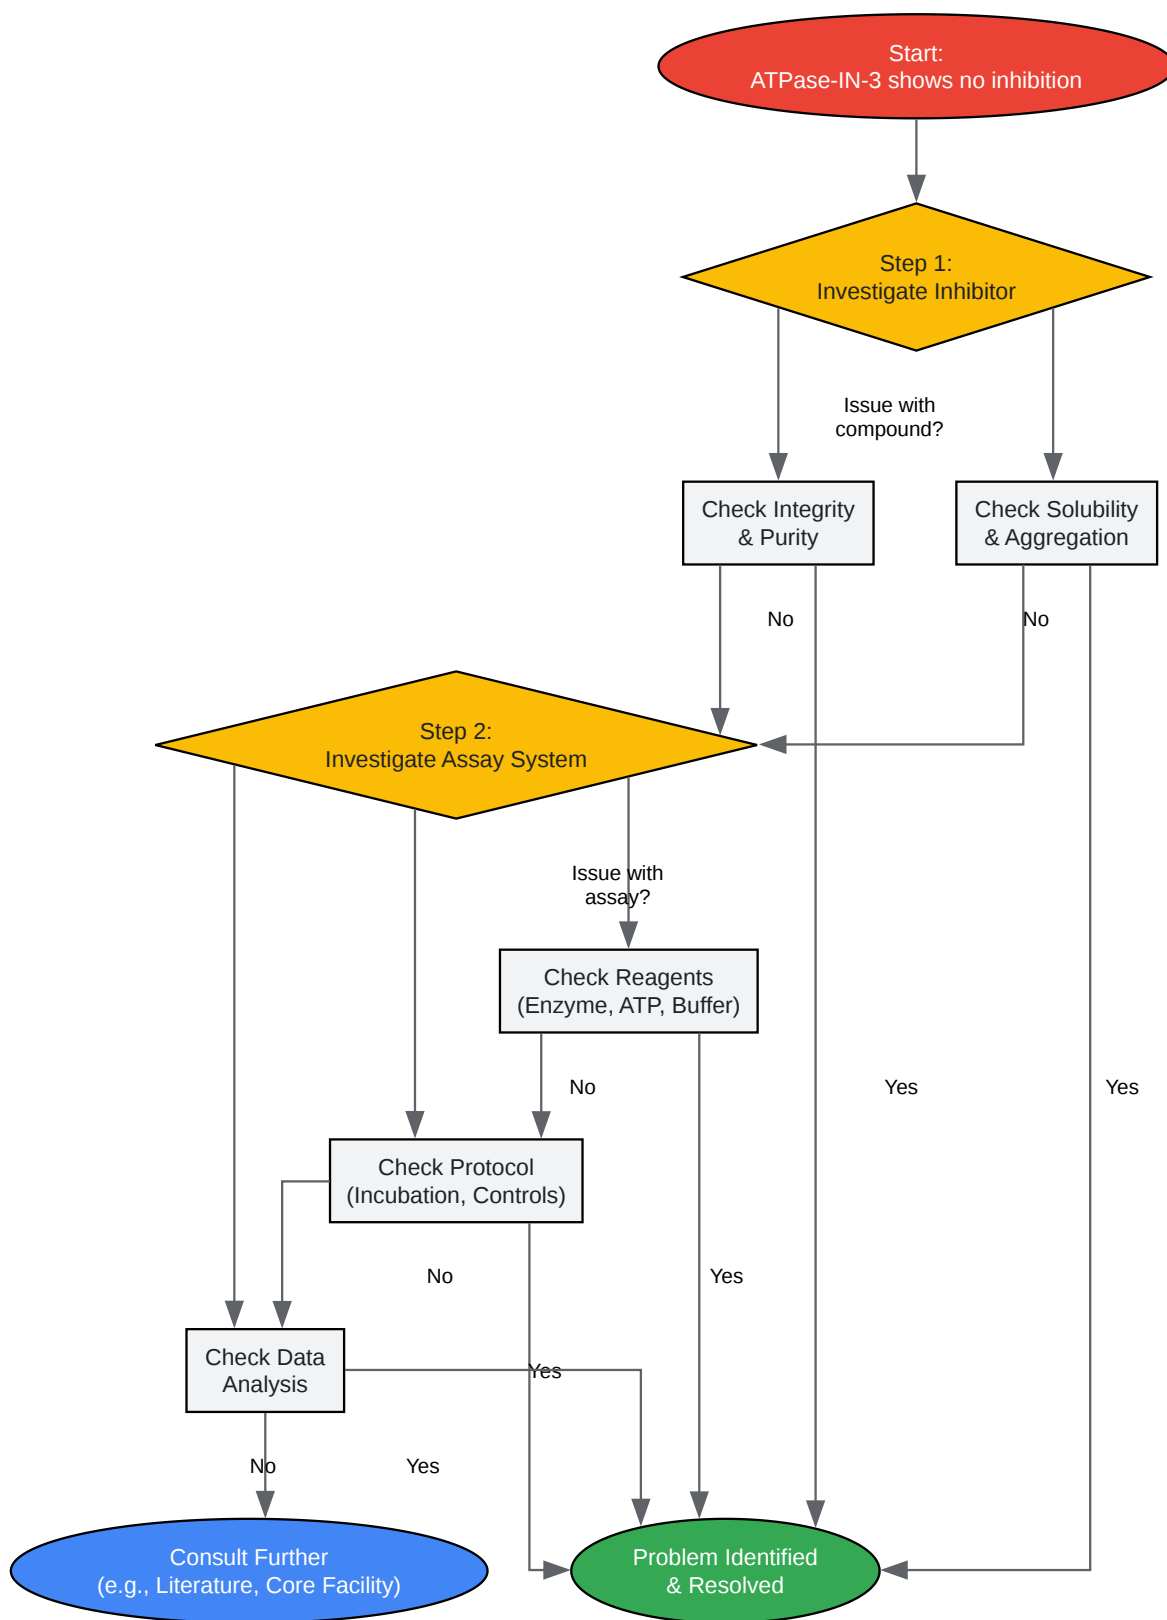 Start:
ATPase-IN-3 shows no inhibition
Step 1:
Investigate Inhibitor
Issue with
compound?
Check Integrity
& Purity
Check Solubility
& Aggregation
No
No
Step 2:
Investigate Assay System
Issue with
assay?
Check Reagents
(Enzyme, ATP, Buffer)
No
Yes
Yes
Check Protocol
(Incubation, Controls)
No
Yes
Check Data
Analysis
Yes
No
Yes
Consult Further
(e.g., Literature, Core Facility)
Problem Identified
& Resolved